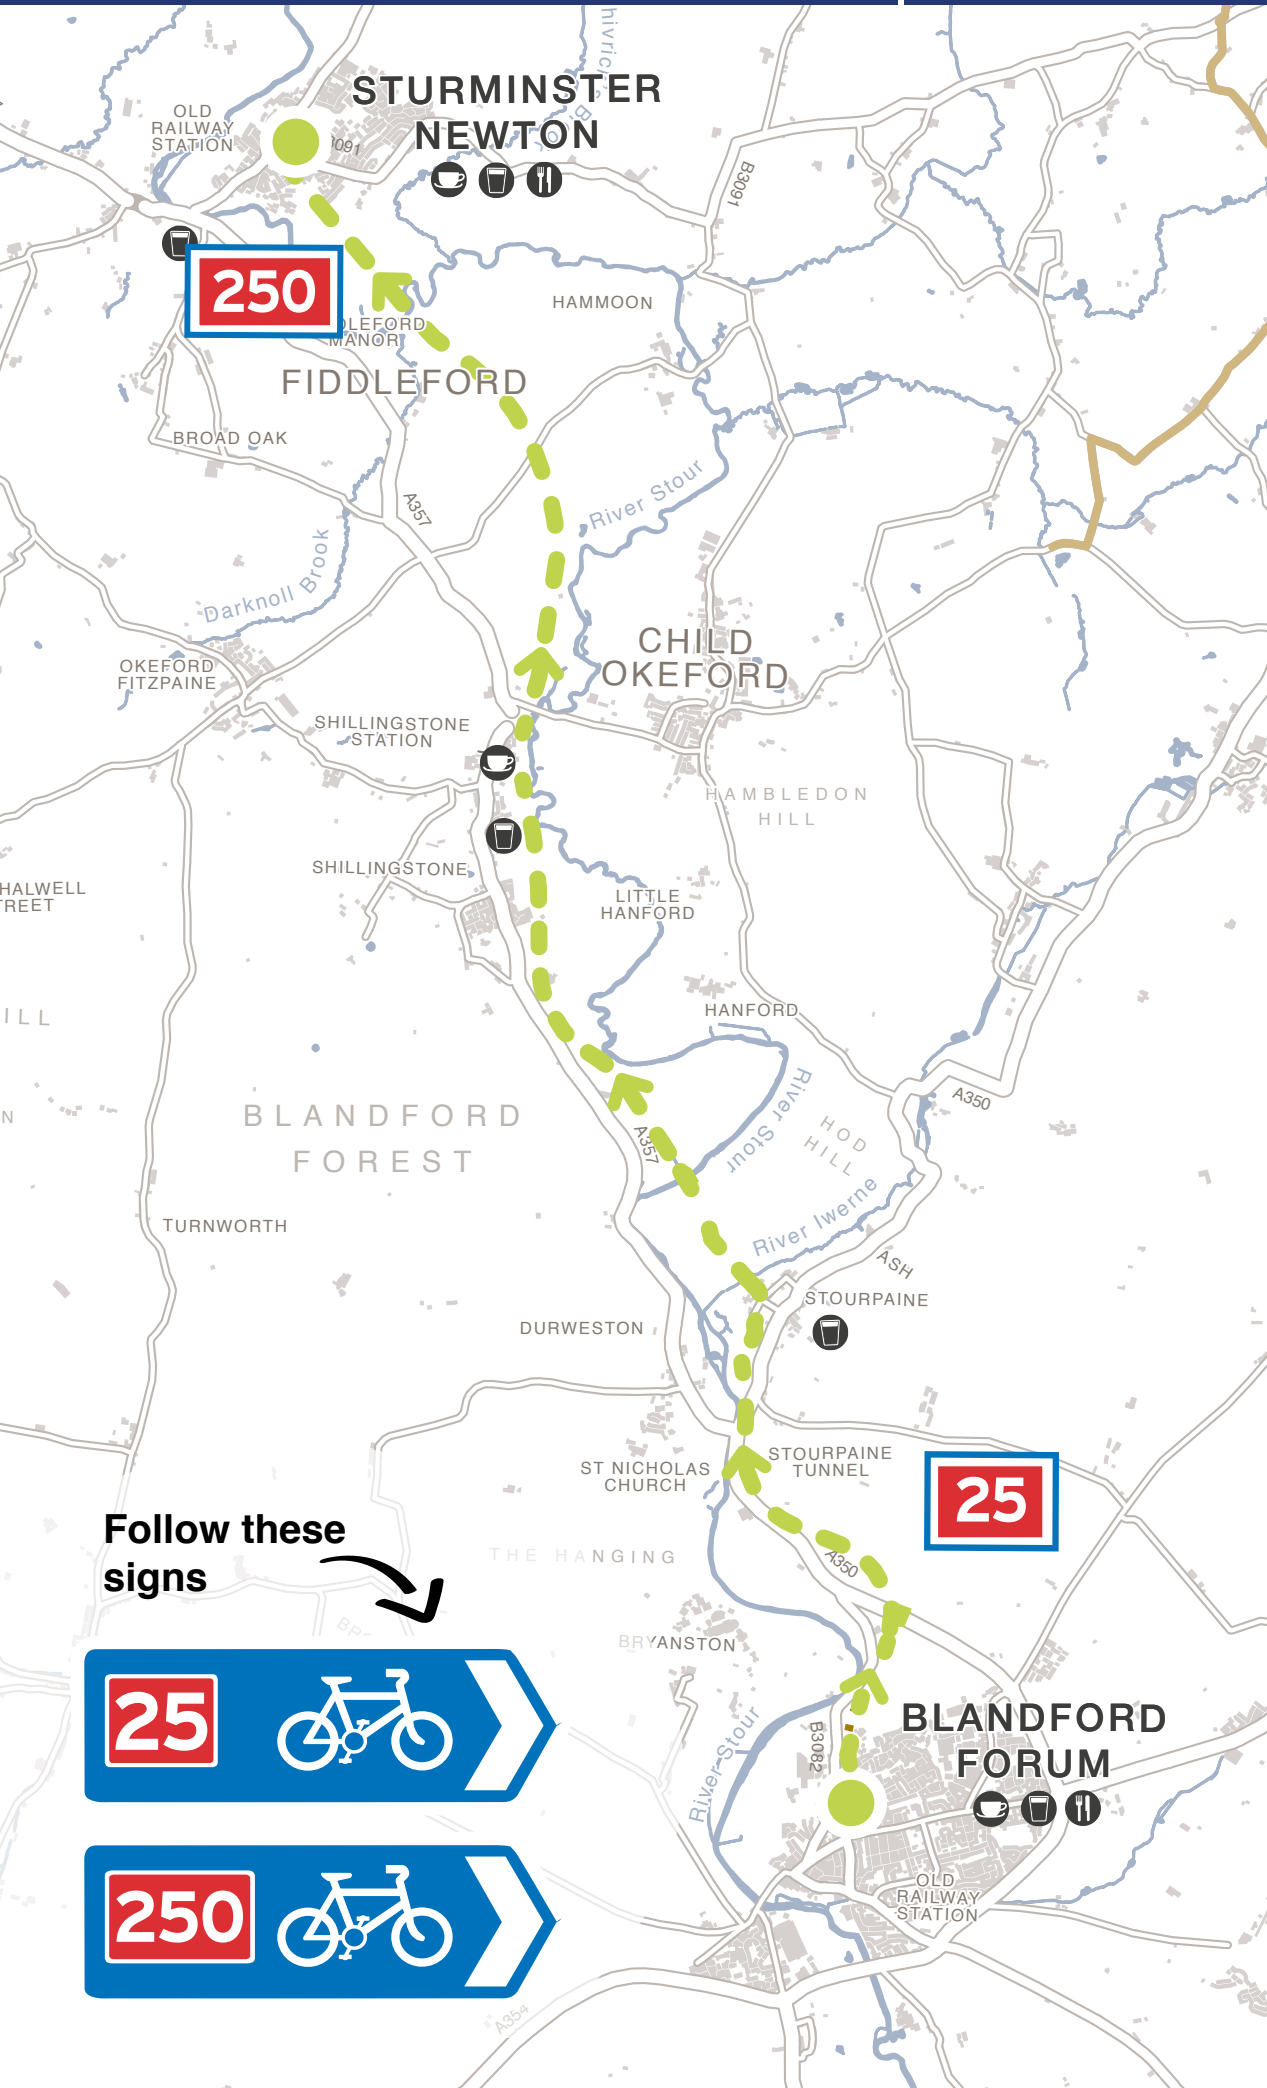 STURMINSTER
NEWTON
OLD
RAILWAY
STATION
B3091
250
HAMMOON
MANOR
FIDDLEFORD
BROAD OAK
A357
River Stour
Darknoll Brook
CHILD
OKEFORD
OKEFORD
FITZPAINE
SHILLINGSTONE
STATION
HAMBLEDON
HILL
SHILLINGSTONE
LITTLE
HANFORD
HALWELL
TREET
HANFORD
ILL
River Stour
A350
BLANDFORD
FOREST
N
A357
HOD
HILL
River Iwerne
TURNWORTH
ASH
STOURPAINE
DURWESTON
STOURPAINE
TUNNEL
ST NICHOLAS
CHURCH
25
Follow these
signs
THE HANGING
A350
BRYANSTON
25
River Stour
B3082
BLANDFORD
FORUM
250
OLD
RAILWAY
STATION
A354